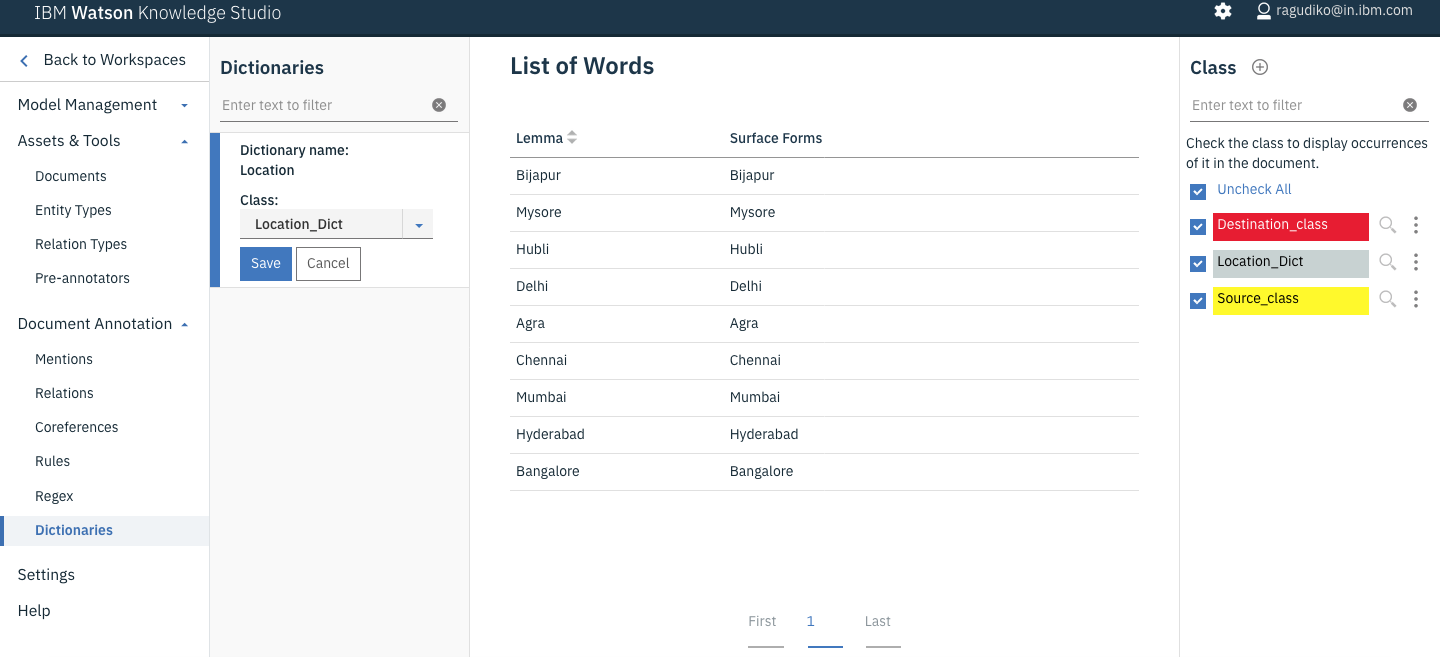 IBM Watson Knowledge Studio
ragudiko@in.ibm.com
Back to Workspaces
Model Management
Assets & Tools
Documents
Entity Types
Relation Types
Pre-annotators
Document Annotation
Mentions
Relations
Coreferences
Rules
Regex
Dictionaries
Settings
Help
Dictionaries
Enter text to filter
Dictionary name:
Location
Class:
Location_Dict
Save Cancel
List of Words
Lemma Surface Forms
Bijapur Bijapur
Mysore Mysore
Hubli Hubli
Delhi Delhi
Agra Agra
Chennai Chennai
Mumbai Mumbai
Hyderabad Hyderabad
Bangalore Bangalore
First 1 Last
Class
Enter text to filter
Check the class to display occurrences
of it in the document.
Uncheck All
Destination_class
Location_Dict
Source_class